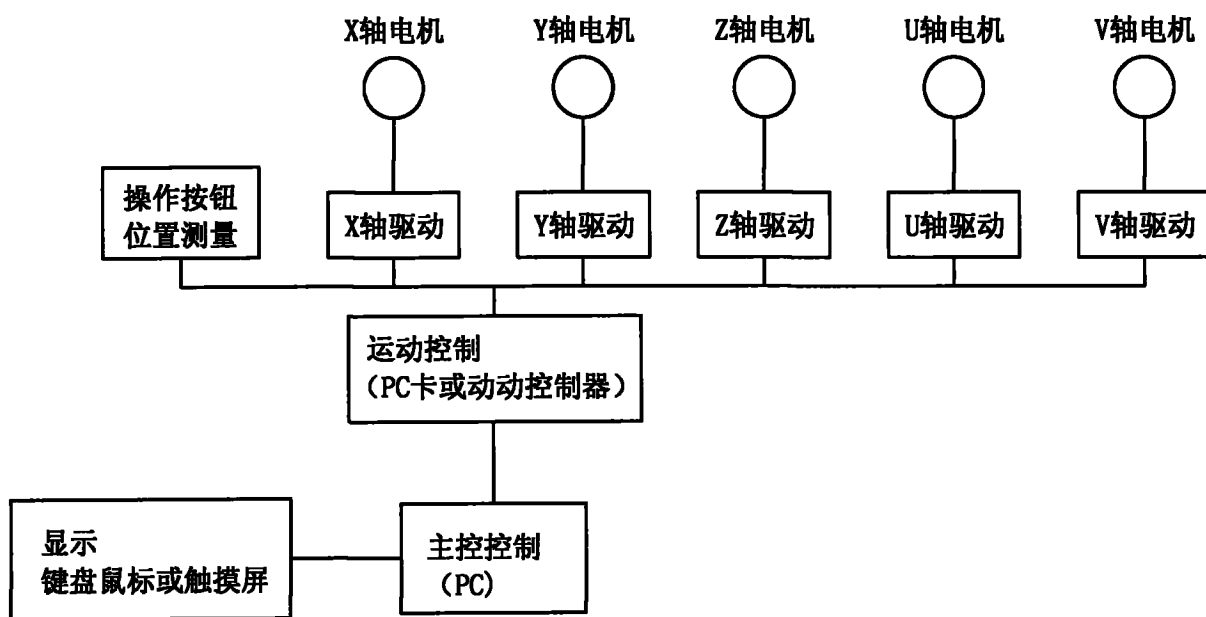 X轴电机
Y轴电机
Z轴电机
U轴电机
V轴电机
操作按钮
位置测量
X轴驱动
Y轴驱动
Z轴驱动
U轴驱动
V轴驱动
运动控制
（PC卡或动动控制器）
显示
键盘鼠标或触摸屏
主控控制
（PC）